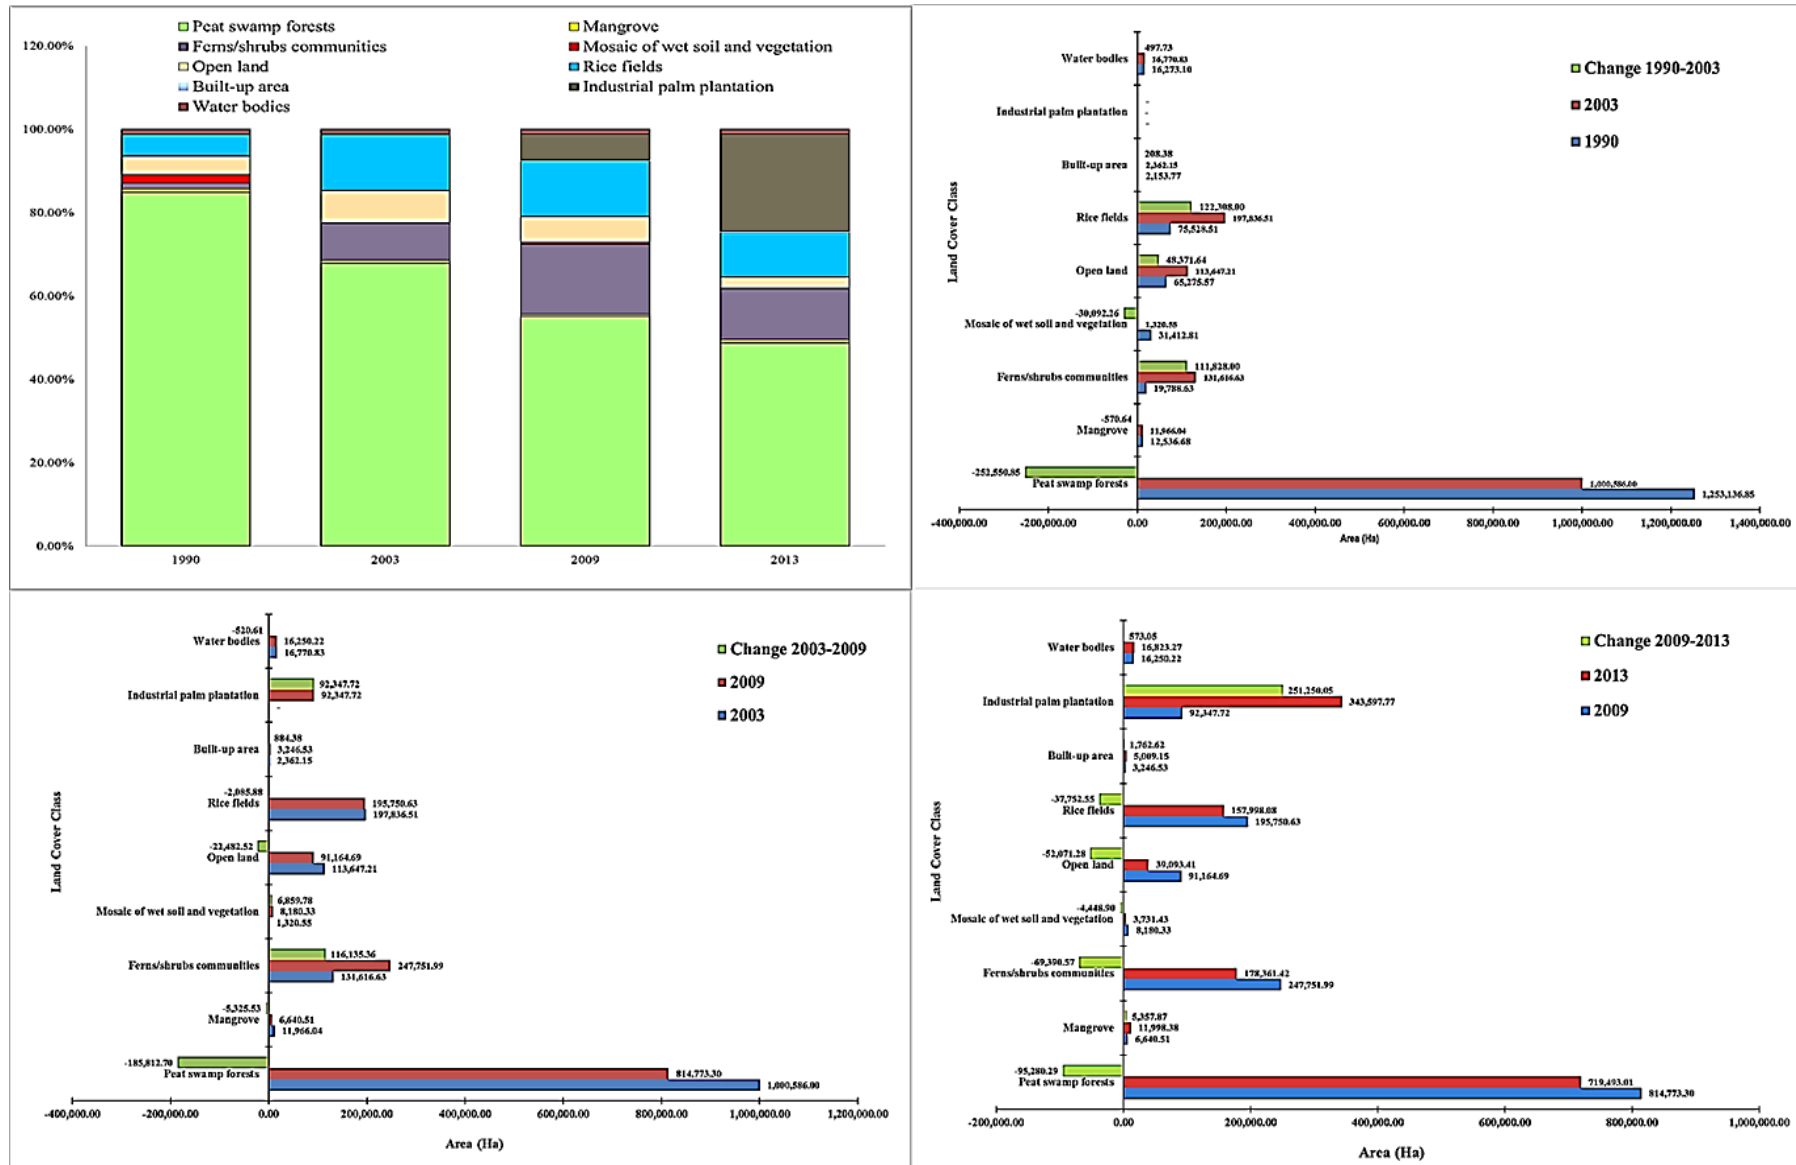 Peat swamp forests
Mangrove
Ferns/shrubs communities
Mosaic of wet soil and vegetation
Open land
Rice fields
Built-up area
Industrial palm plantation
Water bodies
120.00%
100.00%
80.00%
60.00%
40.00%
20.00%
0.00%
1990
2003
2009
2013
Land Cover Class
Water bodies
497.73
16,770.83
16,273.10
Industrial palm plantation
-
-
-
Built-up area
208.38
2,362.15
2,153.77
Rice fields
122,308.00
197,836.51
75,528.51
Open land
48,371.64
113,647.21
65,275.57
-30,092.26
Mosaic of wet soil and vegetation
1,320.55
31,412.81
Ferns/shrubs communities
111,828.00
131,616.63
19,788.63
-570.64
Mangrove
11,966.04
12,536.68
-252,550.85
Peat swamp forests
1,000,586.00
1,253,136.85
-400,000.00
-200,000.00
0.00
200,000.00
400,000.00
600,000.00
800,000.00
1,000,000.00
1,200,000.00
1,400,000.00
Area (Ha)
Change 1990-2003
2003
1990
Land Cover Class
-520.61
Water bodies
16,250.22
16,770.83
Industrial palm plantation
92,347.72
92,347.72
-
Built-up area
884.38
3,246.53
2,362.15
-2,085.88
Rice fields
195,750.63
197,836.51
-22,482.52
Open land
91,164.69
113,647.21
Mosaic of wet soil and vegetation
6,859.78
8,180.33
1,320.55
Ferns/shrubs communities
116,135.36
247,751.99
131,616.63
-5,325.53
Mangrove
6,640.51
11,966.04
-185,812.70
Peat swamp forests
814,773.30
1,000,586.00
-400,000.00
-200,000.00
0.00
200,000.00
400,000.00
600,000.00
800,000.00
1,000,000.00
1,200,000.00
Area (Ha)
Change 2003-2009
2009
2003
Land Cover Class
Water bodies
573.05
16,823.27
16,250.22
Industrial palm plantation
251,250.05
343,597.77
92,347.72
Built-up area
1,762.62
5,009.15
3,246.53
-37,752.55
Rice fields
157,998.08
195,750.63
-52,071.28
Open land
39,093.41
91,164.69
-4,448.90
Mosaic of wet soil and vegetation
3,731.43
8,180.33
-69,390.57
Ferns/shrubs communities
178,361.42
247,751.99
Mangrove
5,357.87
11,998.38
6,640.51
-95,280.29
Peat swamp forests
719,493.01
814,773.30
-200,000.00
0.00
200,000.00
400,000.00
600,000.00
800,000.00
1,000,000.00
Area (Ha)
Change 2009-2013
2013
2009